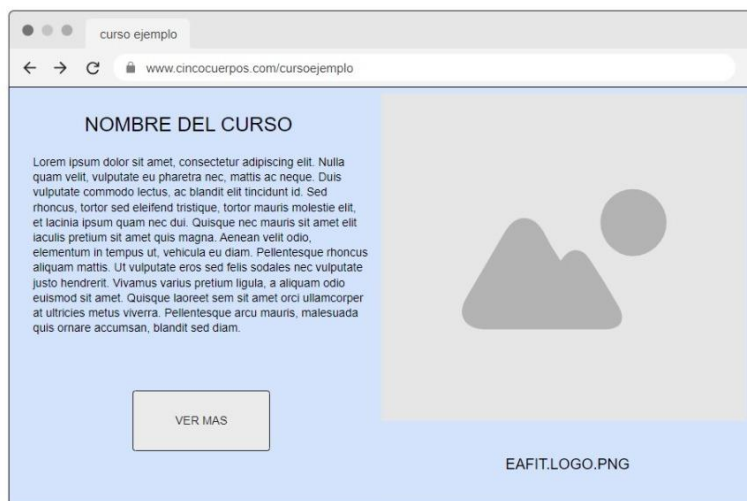 curso ejemplo
www.cincocuerpos.com/cursoejemplo
NOMBRE DEL CURSO
Lorem ipsum dolor sit amet, consectetur adipiscing elit. Nulla
quam velit, vulputate eu pharetra nec, mattis ac neque. Duis
vulputate commodo lectus, ac blandit elit tincidunt id. Sed
rhoncus, tortor sed eleifend tristique, tortor mauris molestie elit,
et lacinia ipsum quam nec dui. Quisque nec mauris sit amet elit
iaculis pretium sit amet quis magna. Aenean velit odio,
elementum in tempus ut, vehicula eu diam. Pellentesque rhoncus
aliquam mattis. Ut vulputate eros sed felis sodales nec vulputate
justo hendrerit. Vivamus varius pretium ligula, a aliquam odio
euismod sit amet. Quisque laoreet sem sit amet orci ullamcorper
at ultricies metus viverra. Pellentesque arcu mauris, malesuada
quis ornare accumsan, blandit sed diam.
VER MAS
EAFIT.LOGO.PNG